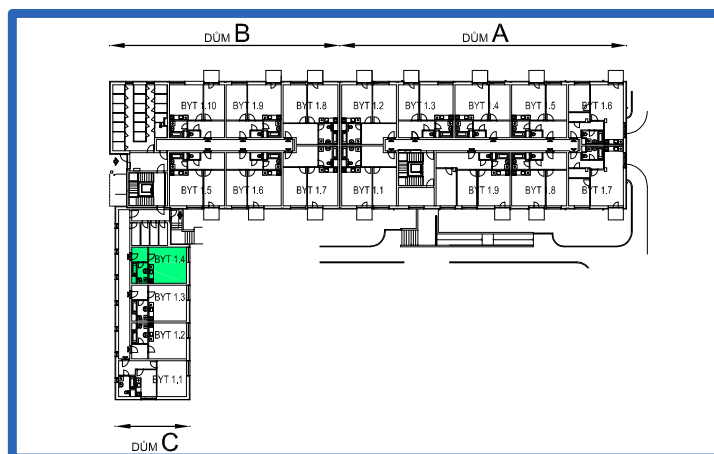 DŮM B DŮM A
BYT 1.10 BYT 1.9 BYT 1.8 BYT 1.2 BYT 1.3 BYT 1.4 BYT 1.5 BYT 1.6
BYT 1.5 BYT 1.6 BYT 1.7 BYT 1.1 BYT 1.9 BYT 1.8 BYT 1.7
BYT 1.4
BYT 1.3
BYT 1.2
BYT 1.1
DŮM C